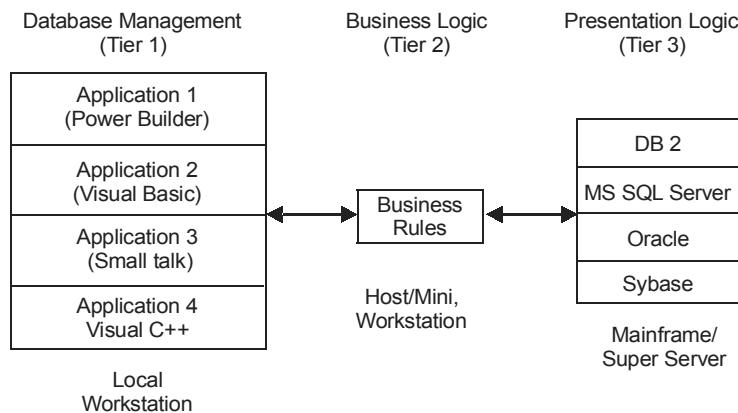 Database Management
(Tier 1)
Business Logic
(Tier 2)
Presentation Logic
(Tier 3)
Application 1
(Power Builder)
Application 2
(Visual Basic)
Application 3
(Small talk)
Application 4
Visual C++
Local
Workstation
Business
Rules
Host/Mini,
Workstation
DB 2
MS SQL Server
Oracle
Sybase
Mainframe/
Super Server